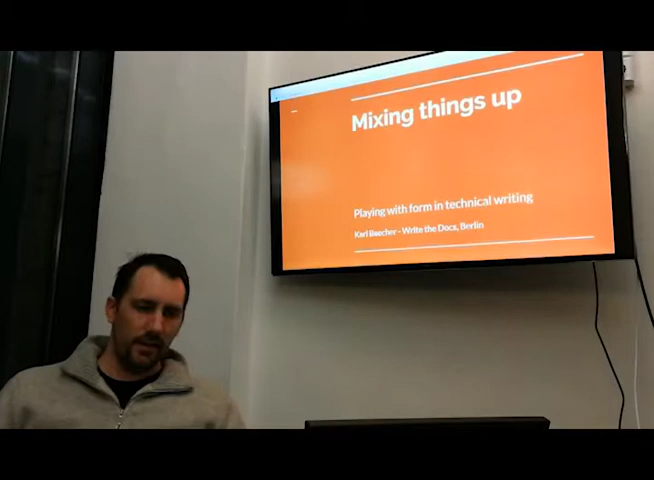 Mixing things up
Playing with form in technical writing
Karl Beecher - Write the Docs, Berlin